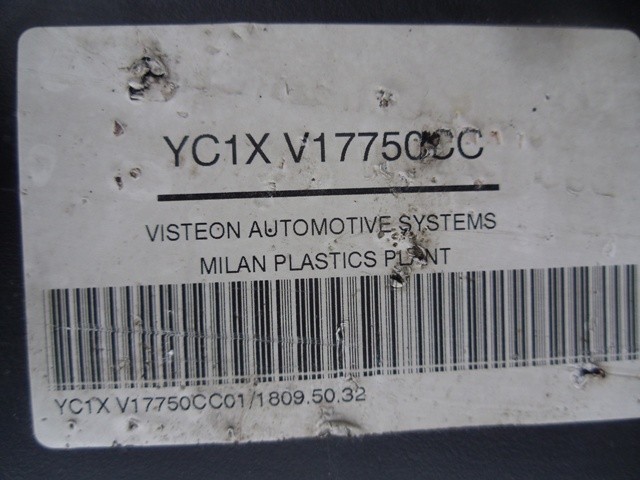 YC1X V17750CC
VISTEON AUTOMOTIVE SYSTEMS
MILAN PLASTICS PLANT
YC1X V17750CC01/1809.50.32